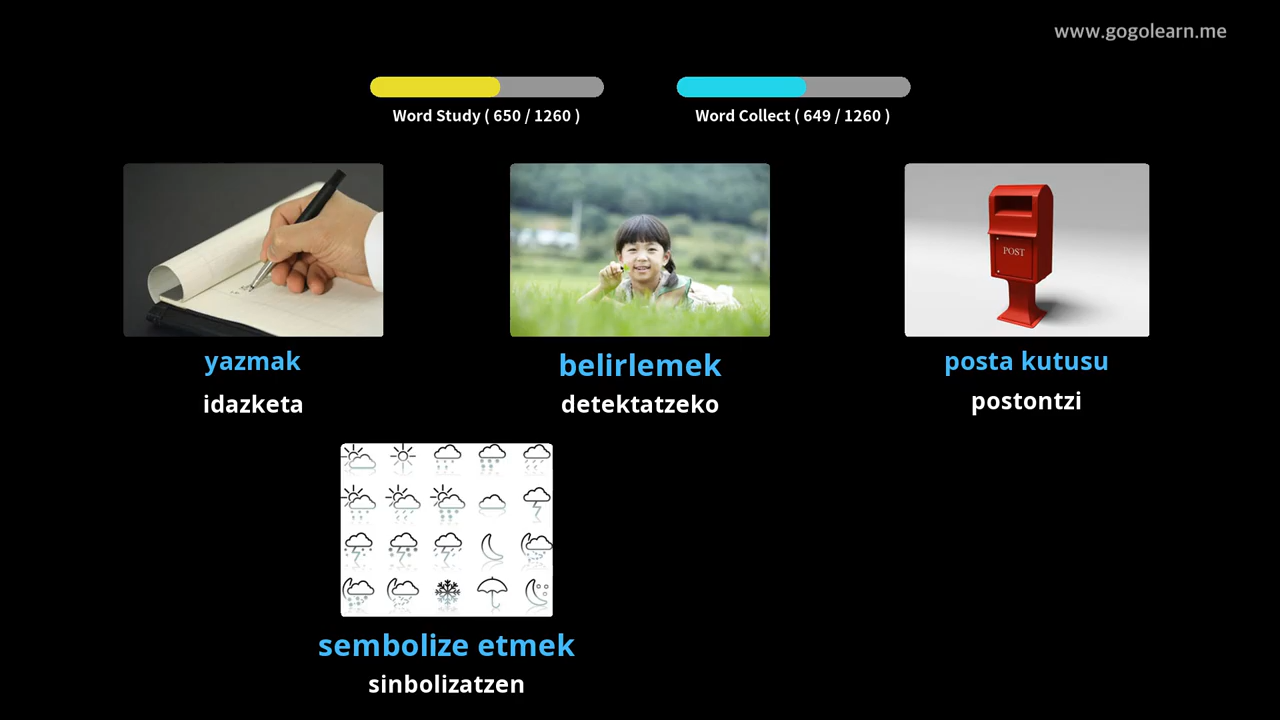 www.gogolearn.me
Word Study ( 650 / 1260 )
Word Collect ( 649 / 1260 )
POST
yazmak
idazketa
belirlemek
detektatzeko
posta kutusu
postontzi
sembolize etmek
sinbolizatzen